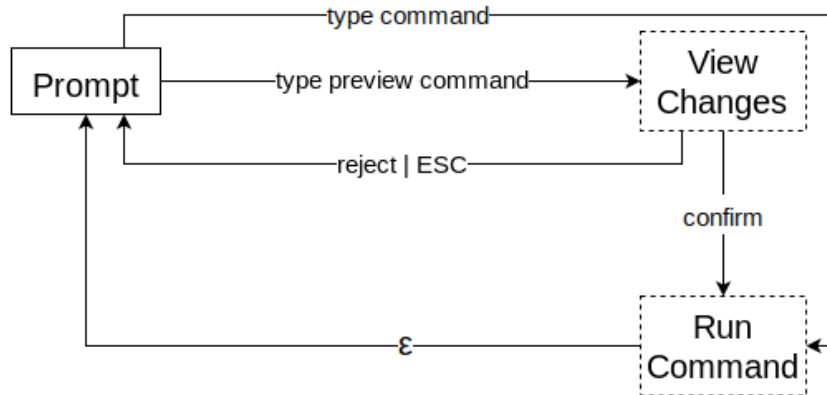 type command
Prompt
type preview command
View
Changes
reject | ESC
confirm
ε
Run
Command